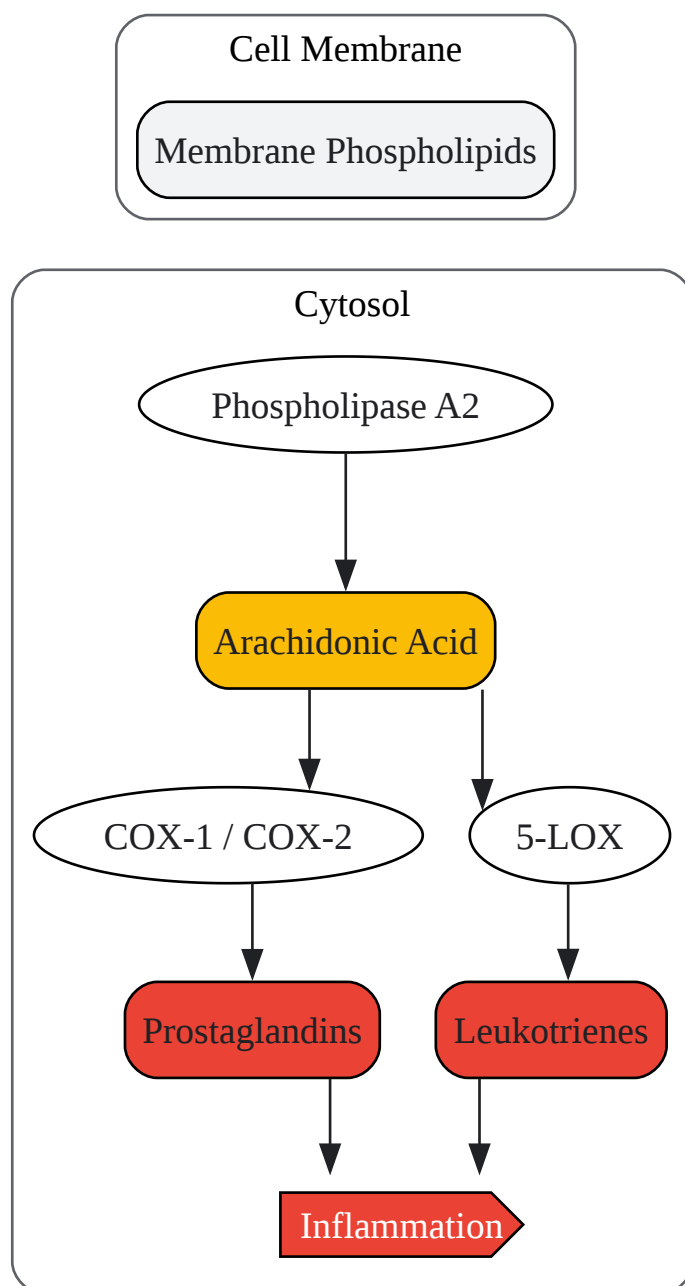 Cell Membrane
Membrane Phospholipids
Cytosol
Phospholipase A2
Arachidonic Acid
COX-1 / COX-2
5-LOX
Prostaglandins
Leukotrienes
Inflammation